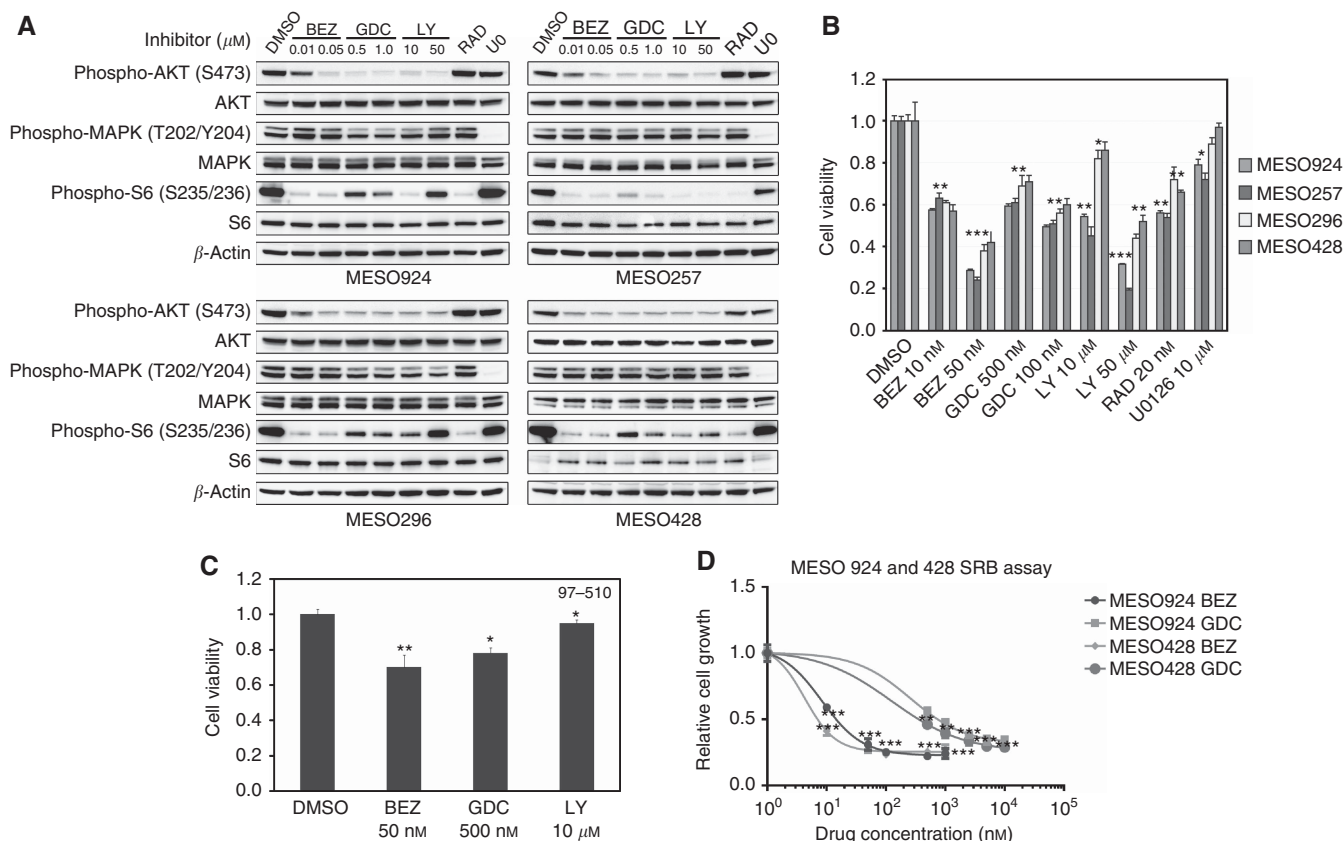 A
Inhibitor (μM)
DMSO BEZ GDC LY RAD U0
0.01 0.05 0.5 1.0 10 50
DMSO BEZ GDC LY RAD U0
0.01 0.05 0.5 1.0 10 50
Phospho-AKT (S473)
AKT
Phospho-MAPK (T202/Y204)
MAPK
Phospho-S6 (S235/236)
S6
β-Actin
MESO924 MESO257
Phospho-AKT (S473)
AKT
Phospho-MAPK (T202/Y204)
MAPK
Phospho-S6 (S235/236)
S6
β-Actin
MESO296 MESO428
B
Cell viability
1.2
1.0
0.8
0.6
0.4
0.2
0.0
** *** ** ** ** * *** ** ** *
DMSO
BEZ 10 nM
BEZ 50 nM
GDC 500 nM
GDC 100 nM
LY 10 μM
LY 50 μM
RAD 20 nM
U0126 10 μM
MESO924
MESO257
MESO296
MESO428
C
97–510
Cell viability
1.2
1.0
0.8
0.6
0.4
0.2
0.0
** * *
DMSO BEZ GDC LY
50 nM 500 nM 10 μM
D
MESO 924 and 428 SRB assay
Relative cell growth
1.5
1.0
0.5
0.0
10⁰ 10¹ 10² 10³ 10⁴ 10⁵
Drug concentration (nM)
MESO924 BEZ
MESO924 GDC
MESO428 BEZ
MESO428 GDC